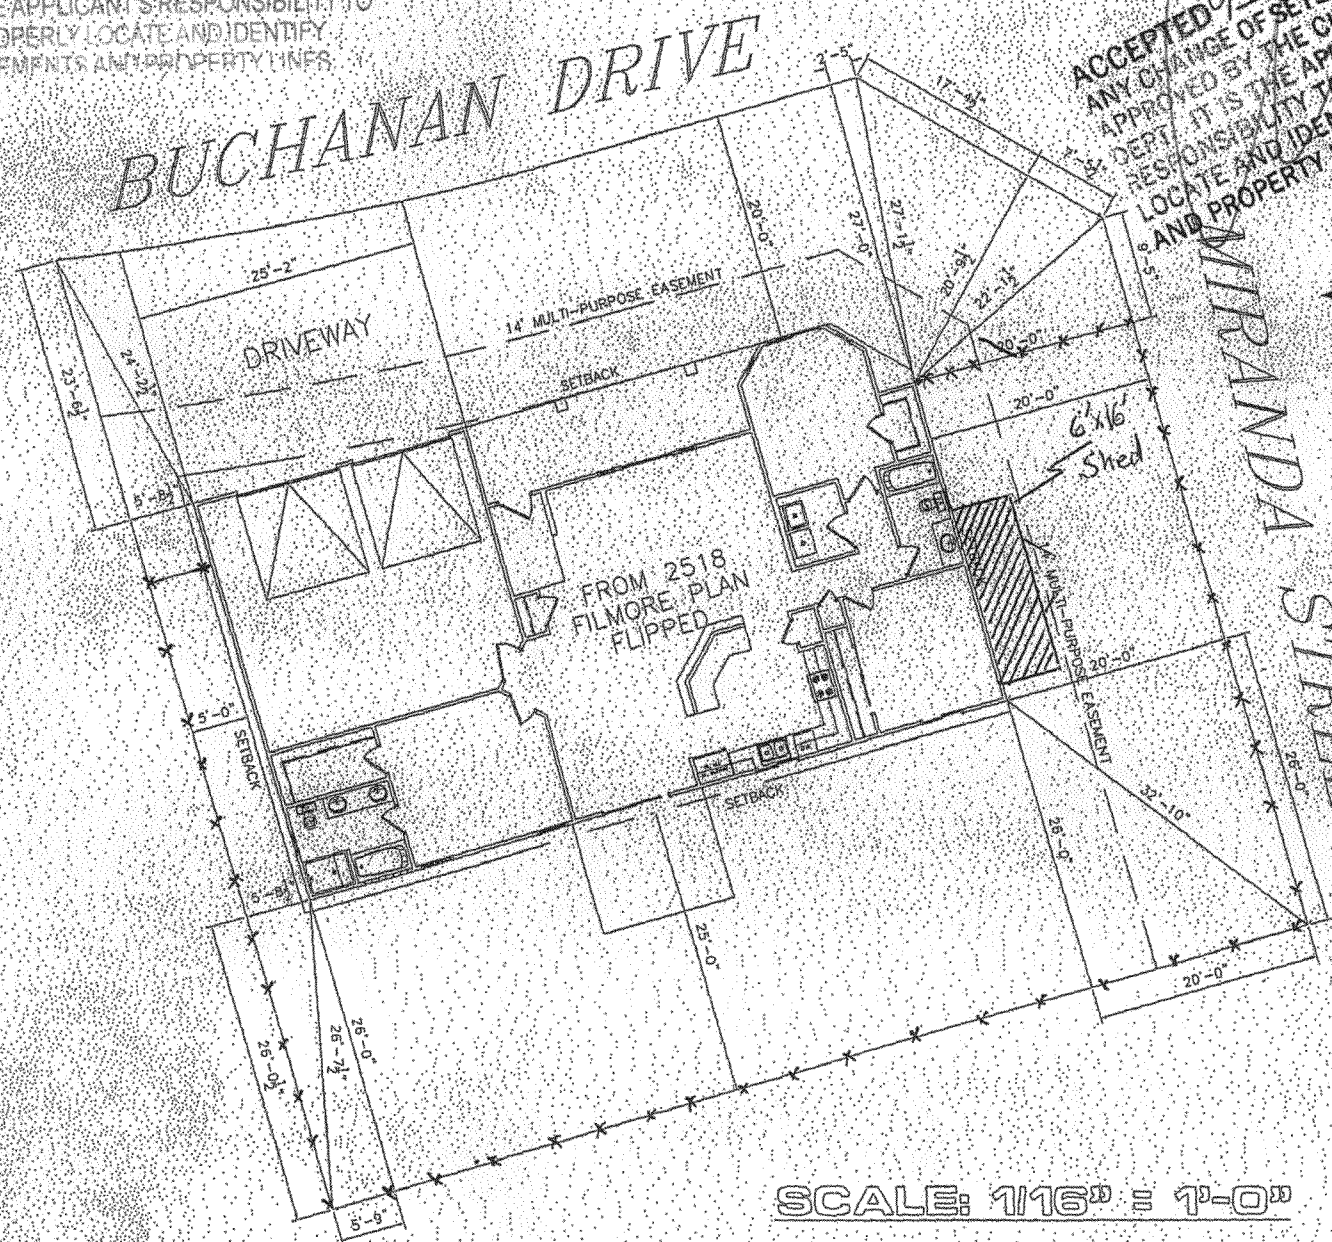 APPLICANT'S RESPONSIBILITY TO
LOCATE AND IDENTIFY
EMENTS AND PROPERTY LINES
BUCHANAN DRIVE
ACCEPTED
ANY CHANGE OF SETB
APPROVED BY THE C
DEPT. IT IS THE AP
RESPONSIBILITY T
LOCATE AND IDEN
AND PROPERTY
2'-5"
17'-4½"
9'-5"
25'-2"
20'-0"
27'-0"
27'-1½"
20'-9½"
22'-1½"
20'-0"
14' MULTI-PURPOSE EASEMENT
DRIVEWAY
24'-2½"
23'-6½"
SETBACK
20'-0"
6'x16'
Shed
MIRANDA
5'-8½"
FROM 2518
FILMORE PLAN
FLIPPED
MULTI-PURPOSE EASEMENT
20'-0"
5'-0"
SETBACK
SETBACK
26'-0"
32'-10"
26'-0"
5'-8½"
25'-0"
20'-0"
26'-0½"
26'-7½"
26'-0"
5'-9"
SCALE: 1/16" = 1'-0"